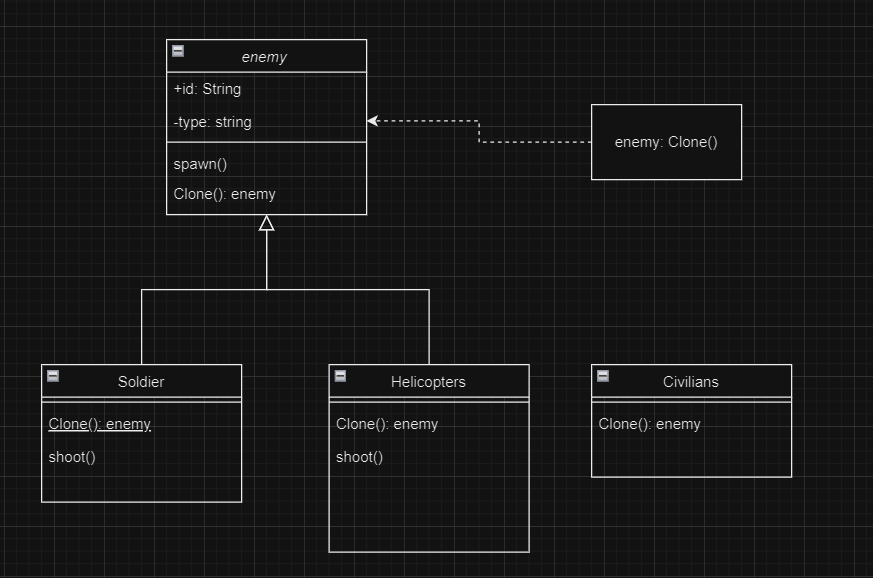 enemy
+id: String
-type: string
spawn()
Clone(): enemy
enemy: Clone()
Soldier
Clone(): enemy
shoot()
Helicopters
Clone(): enemy
shoot()
Civilians
Clone(): enemy